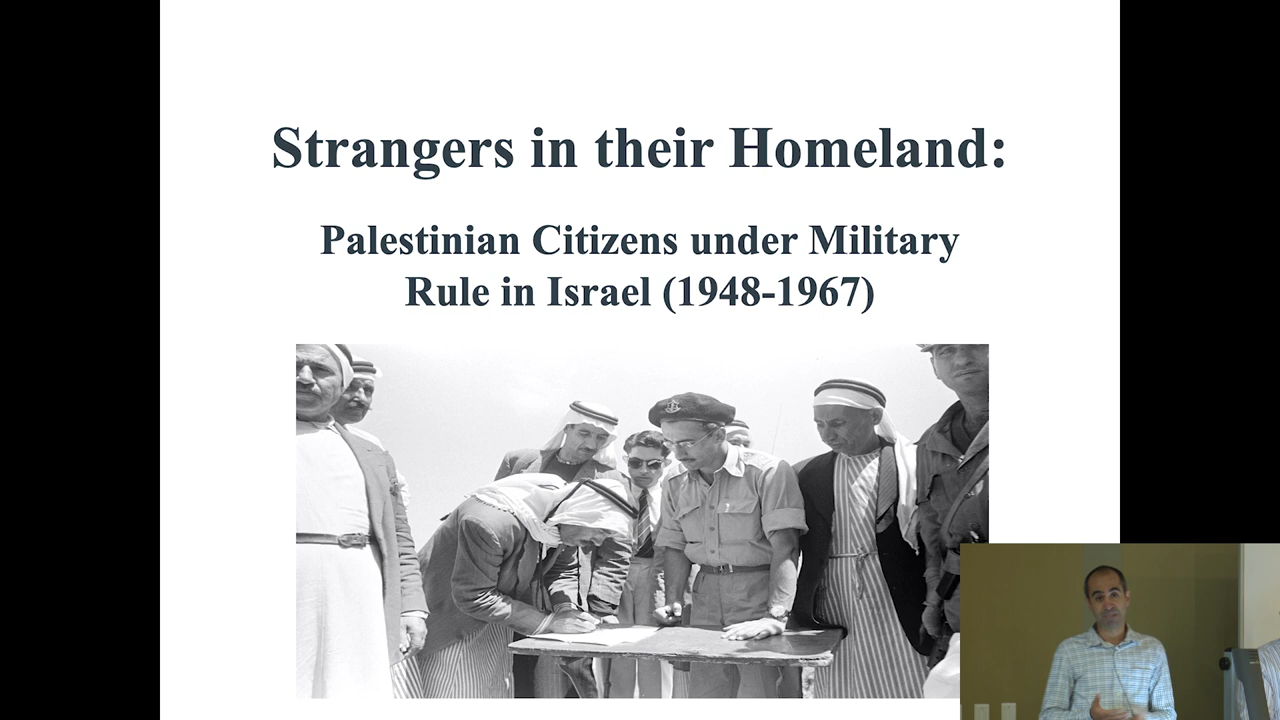 Strangers in their Homeland:
Palestinian Citizens under Military
Rule in Israel (1948-1967)